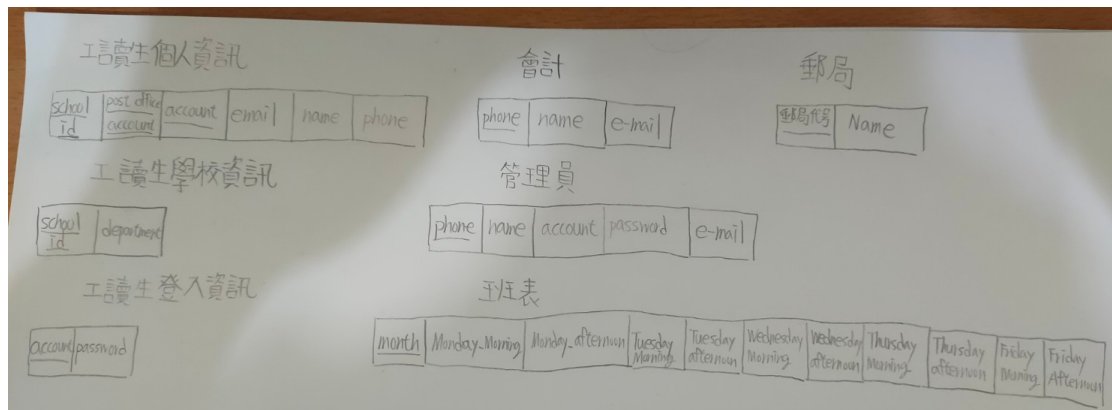 工讀生個人資訊
school id | post office account | account | email | name | phone
會計
phone | name | e-mail
郵局
郵局代号 | Name
工讀生學校資訊
school id | department
管理員
phone | name | account | password | e-mail
工讀生登入資訊
account | password
班表
month | Monday_Morning | Monday_afternoon | Tuesday Morning | Tuesday afternoon | Wednesday Morning | Wednesday afternoon | Thursday Morning | Thursday afternoon | Friday Morning | Friday Afternoon